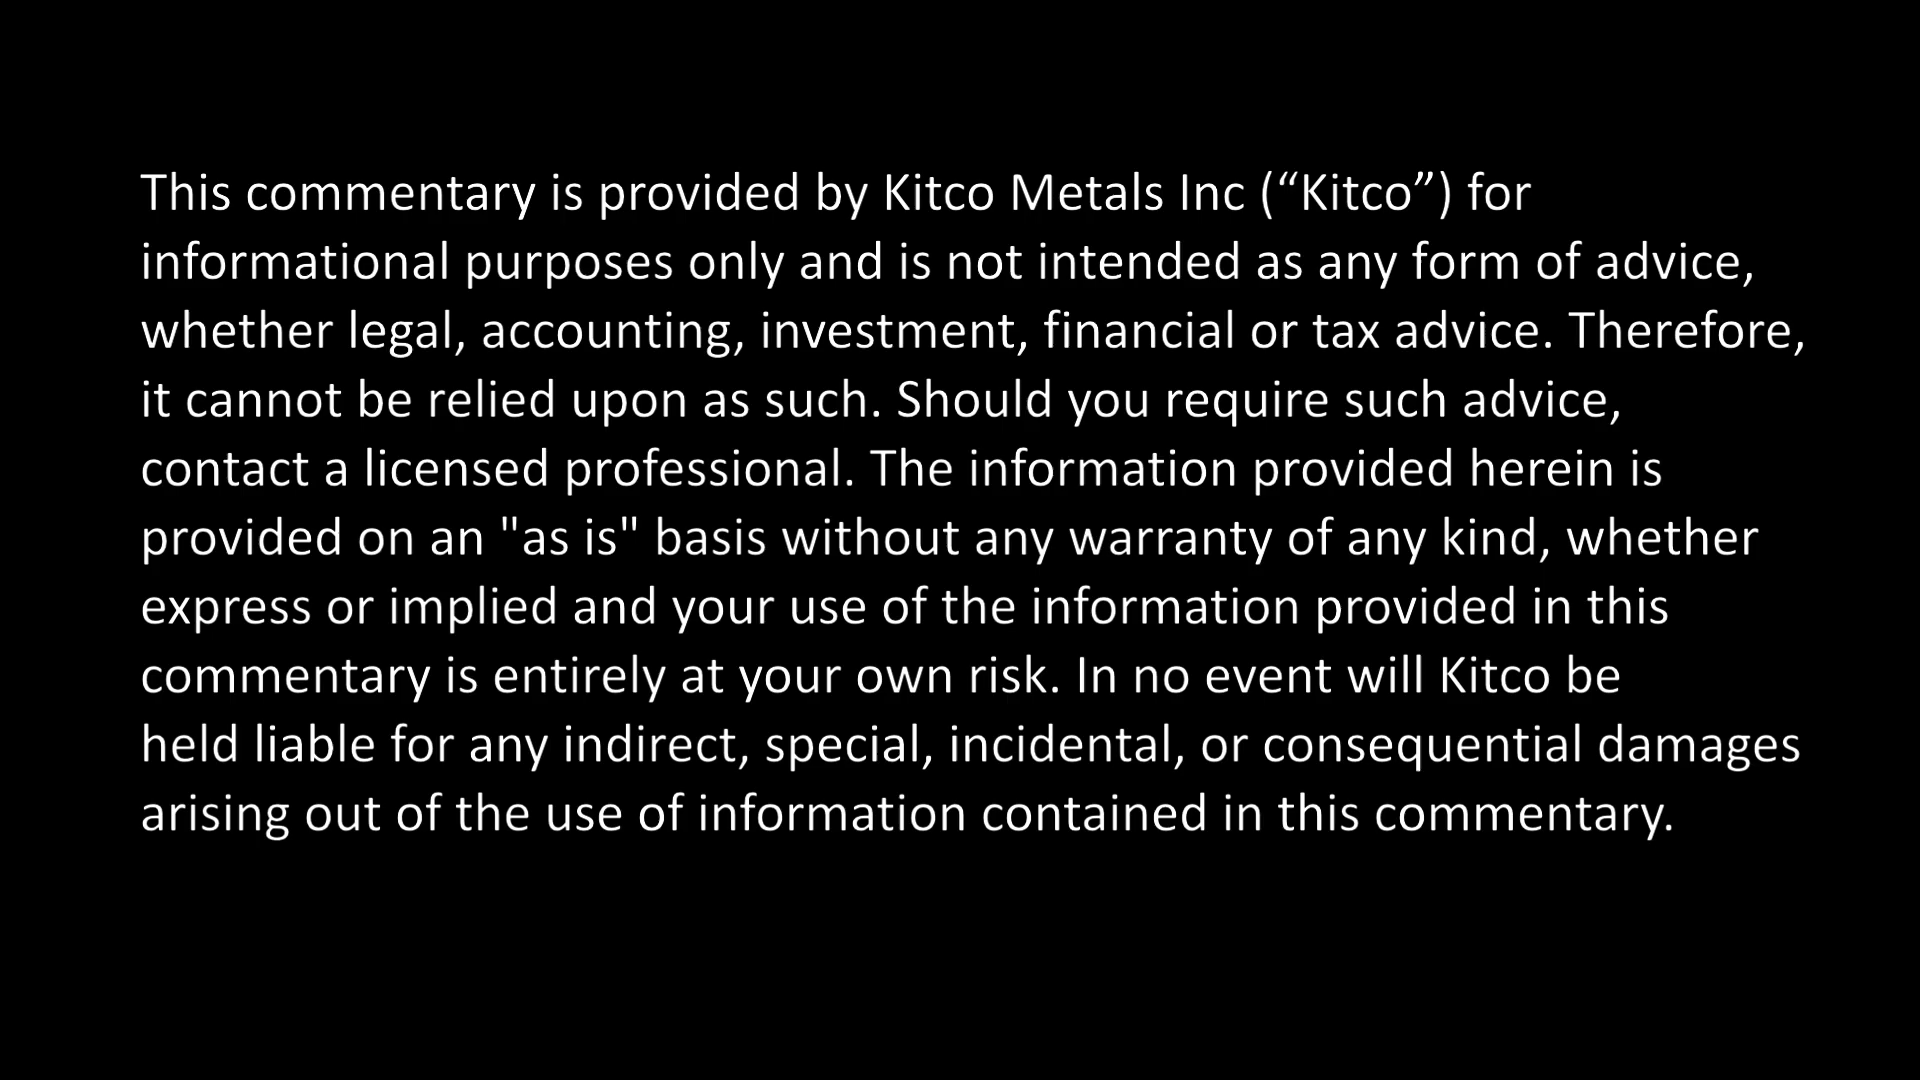 This commentary is provided by Kitco Metals Inc (“Kitco”) for
informational purposes only and is not intended as any form of advice,
whether legal, accounting, investment, financial or tax advice. Therefore,
it cannot be relied upon as such. Should you require such advice,
contact a licensed professional. The information provided herein is
provided on an "as is" basis without any warranty of any kind, whether
express or implied and your use of the information provided in this
commentary is entirely at your own risk. In no event will Kitco be
held liable for any indirect, special, incidental, or consequential damages
arising out of the use of information contained in this commentary.